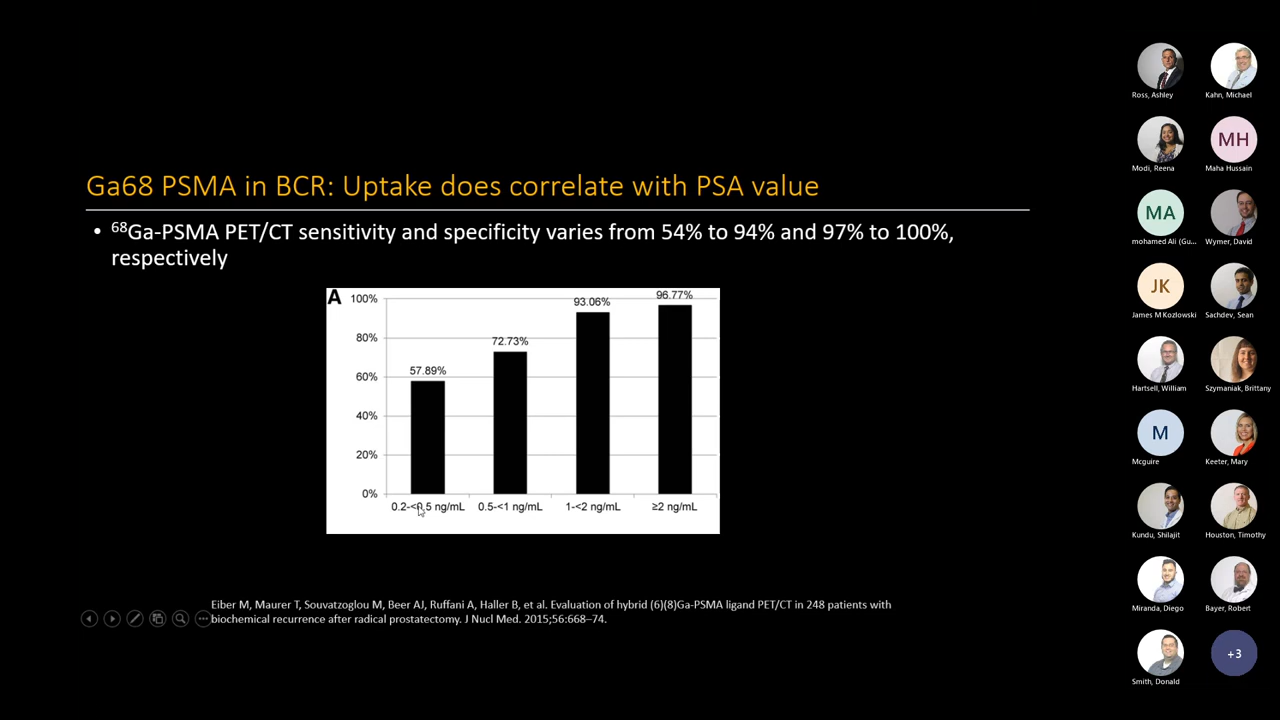 Ga68 PSMA in BCR: Uptake does correlate with PSA value
• ⁶⁸Ga-PSMA PET/CT sensitivity and specificity varies from 54% to 94% and 97% to 100%,
respectively
A
100%
80%
60%
40%
20%
0%
57.89%
72.73%
93.06%
96.77%
0.2-<0.5 ng/mL
0.5-<1 ng/mL
1-<2 ng/mL
≥2 ng/mL
Eiber M, Maurer T, Souvatzoglou M, Beer AJ, Ruffani A, Haller B, et al. Evaluation of hybrid (6)(8)Ga-PSMA ligand PET/CT in 248 patients with
biochemical recurrence after radical prostatectomy. J Nucl Med. 2015;56:668–74.
Ross, Ashley
Kahn, Michael
Modi, Reena
MH
Maha Hussain
MA
mohamed Ali (Gu...
Wymer, David
JK
James M Kozlowski
Sachdev, Sean
Hartsell, William
Szymaniak, Brittany
M
Mcguire
Keeter, Mary
Kundu, Shilajit
Houston, Timothy
Miranda, Diego
Bayer, Robert
Smith, Donald
+3